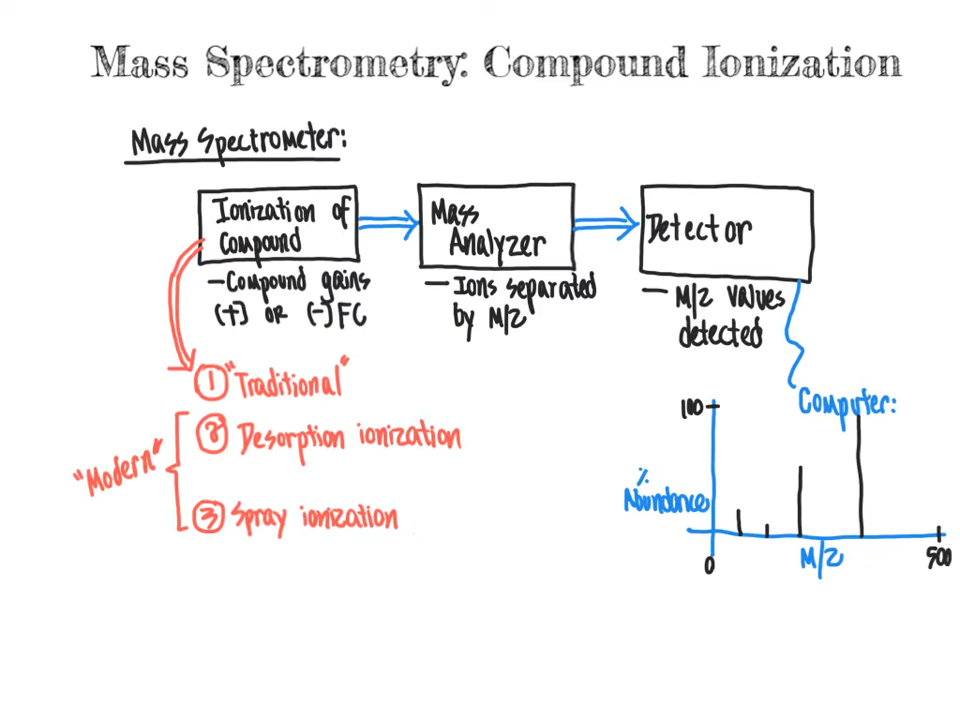 Mass Spectrometry: Compound Ionization
Mass Spectrometer:
Ionization of
Compound
- Compound gains
(+) OR (-) FC
Mass
Analyzer
- Ions separated
by M/Z
Detector
- M/Z values
detected
① "Traditional"
"Modern"
② Desorption ionization
③ Spray ionization
Computer:
100
%
Abundance
0
M/Z
500